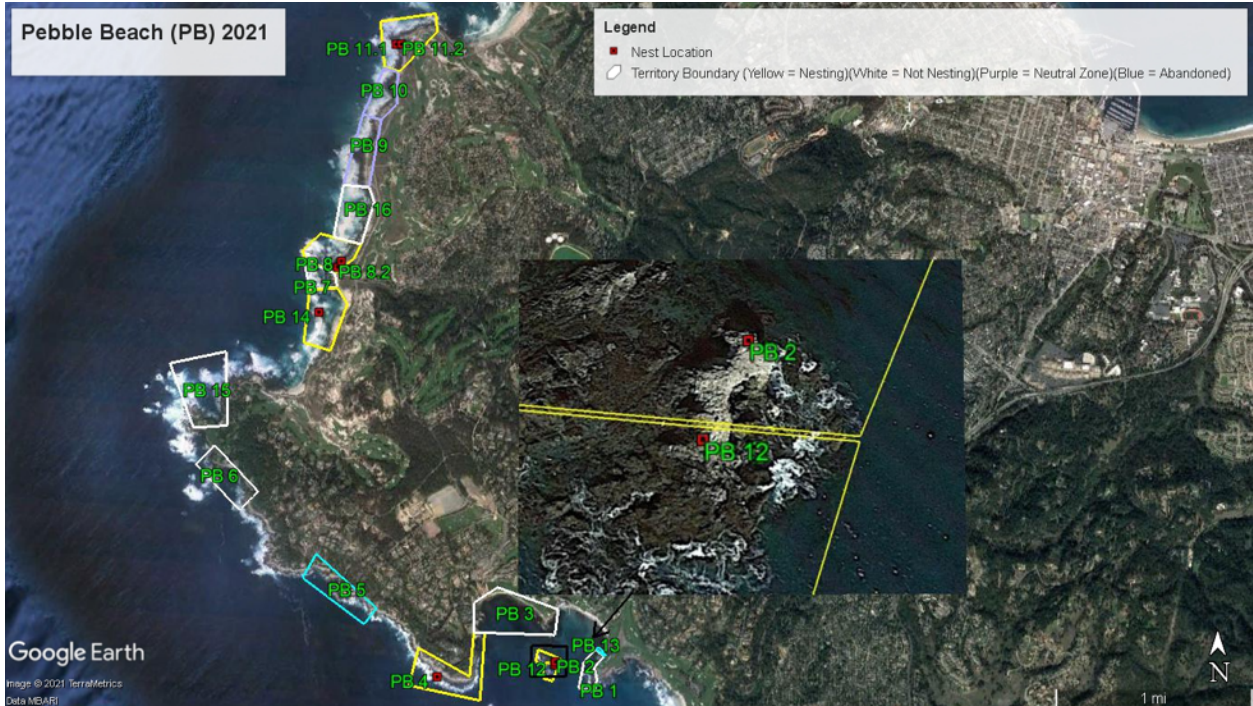 Pebble Beach (PB) 2021
Legend
Nest Location
Territory Boundary (Yellow = Nesting)(White = Not Nesting)(Purple = Neutral Zone)(Blue = Abandoned)
PB 11.1
PB 11.2
PB 10
PB 9
PB 16
PB 8
PB 8.2
PB 7
PB 14
PB 15
PB 6
PB 5
PB 3
PB 4
PB 12
PB 2
PB 13
PB 1
PB 2
PB 12
Google Earth
Image © 2021 TerraMetrics
Data MBARI
N
1 mi